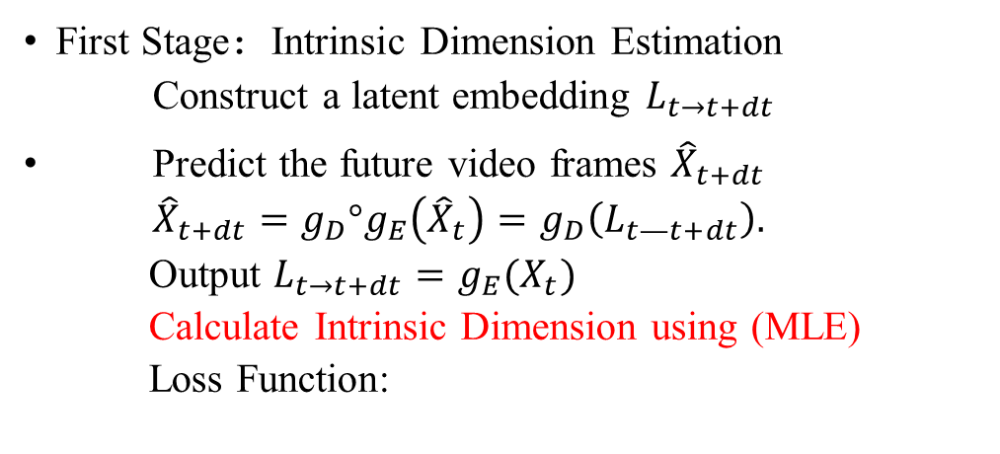 • First Stage： Intrinsic Dimension Estimation
Construct a latent embedding $L_{t→t+dt}$
• Predict the future video frames $\hat{X}_{t+dt}$
$\hat{X}_{t+dt} = g_D \circ g_E(\hat{X}_t) = g_D(L_{t—t+dt}).$
Output $L_{t→t+dt} = g_E(X_t)$
Calculate Intrinsic Dimension using (MLE)
Loss Function: